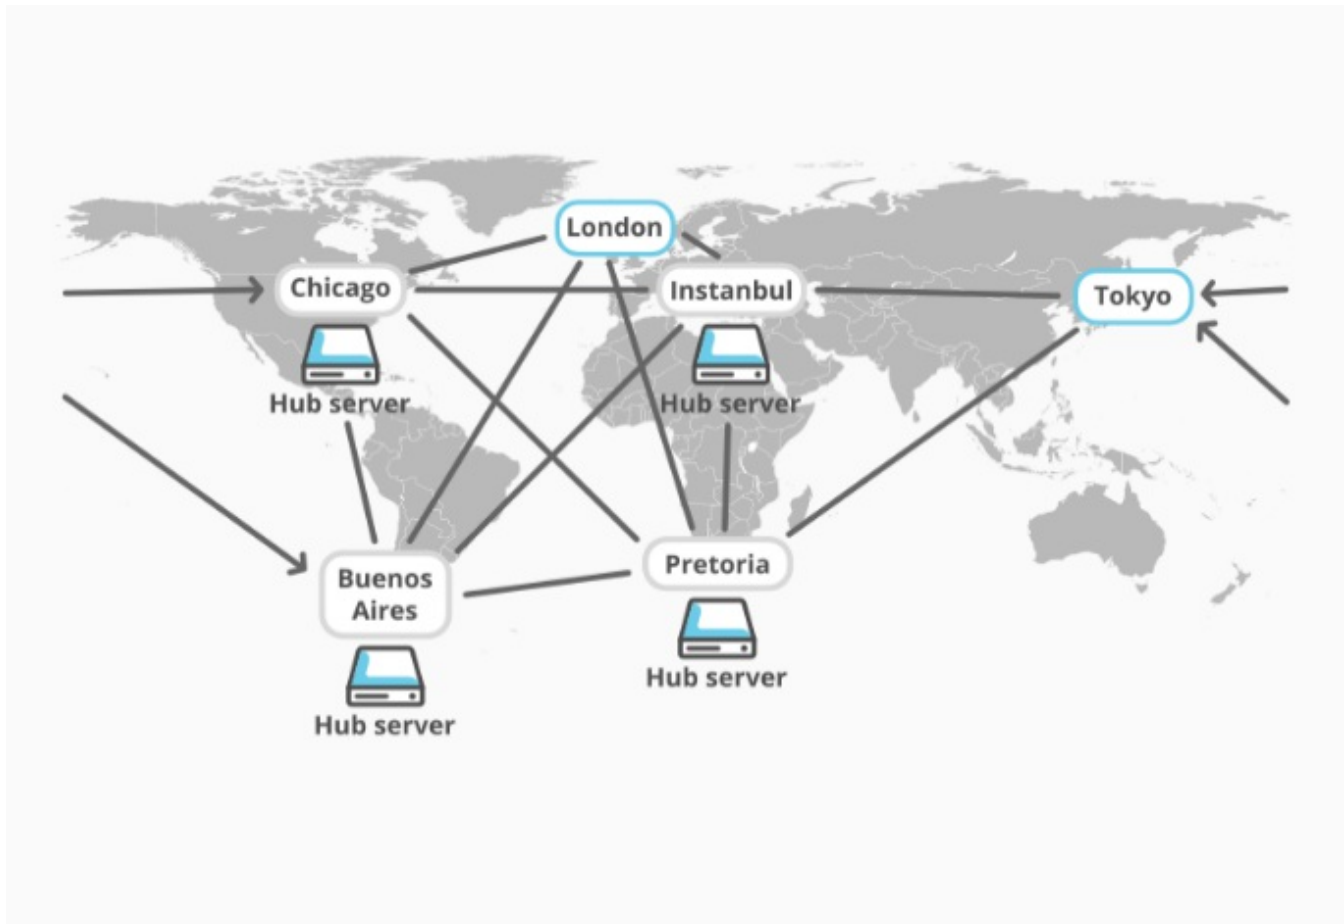 London
Chicago
Instanbul
Tokyo
Hub server
Hub server
Pretoria
Buenos
Aires
Hub server
Hub server